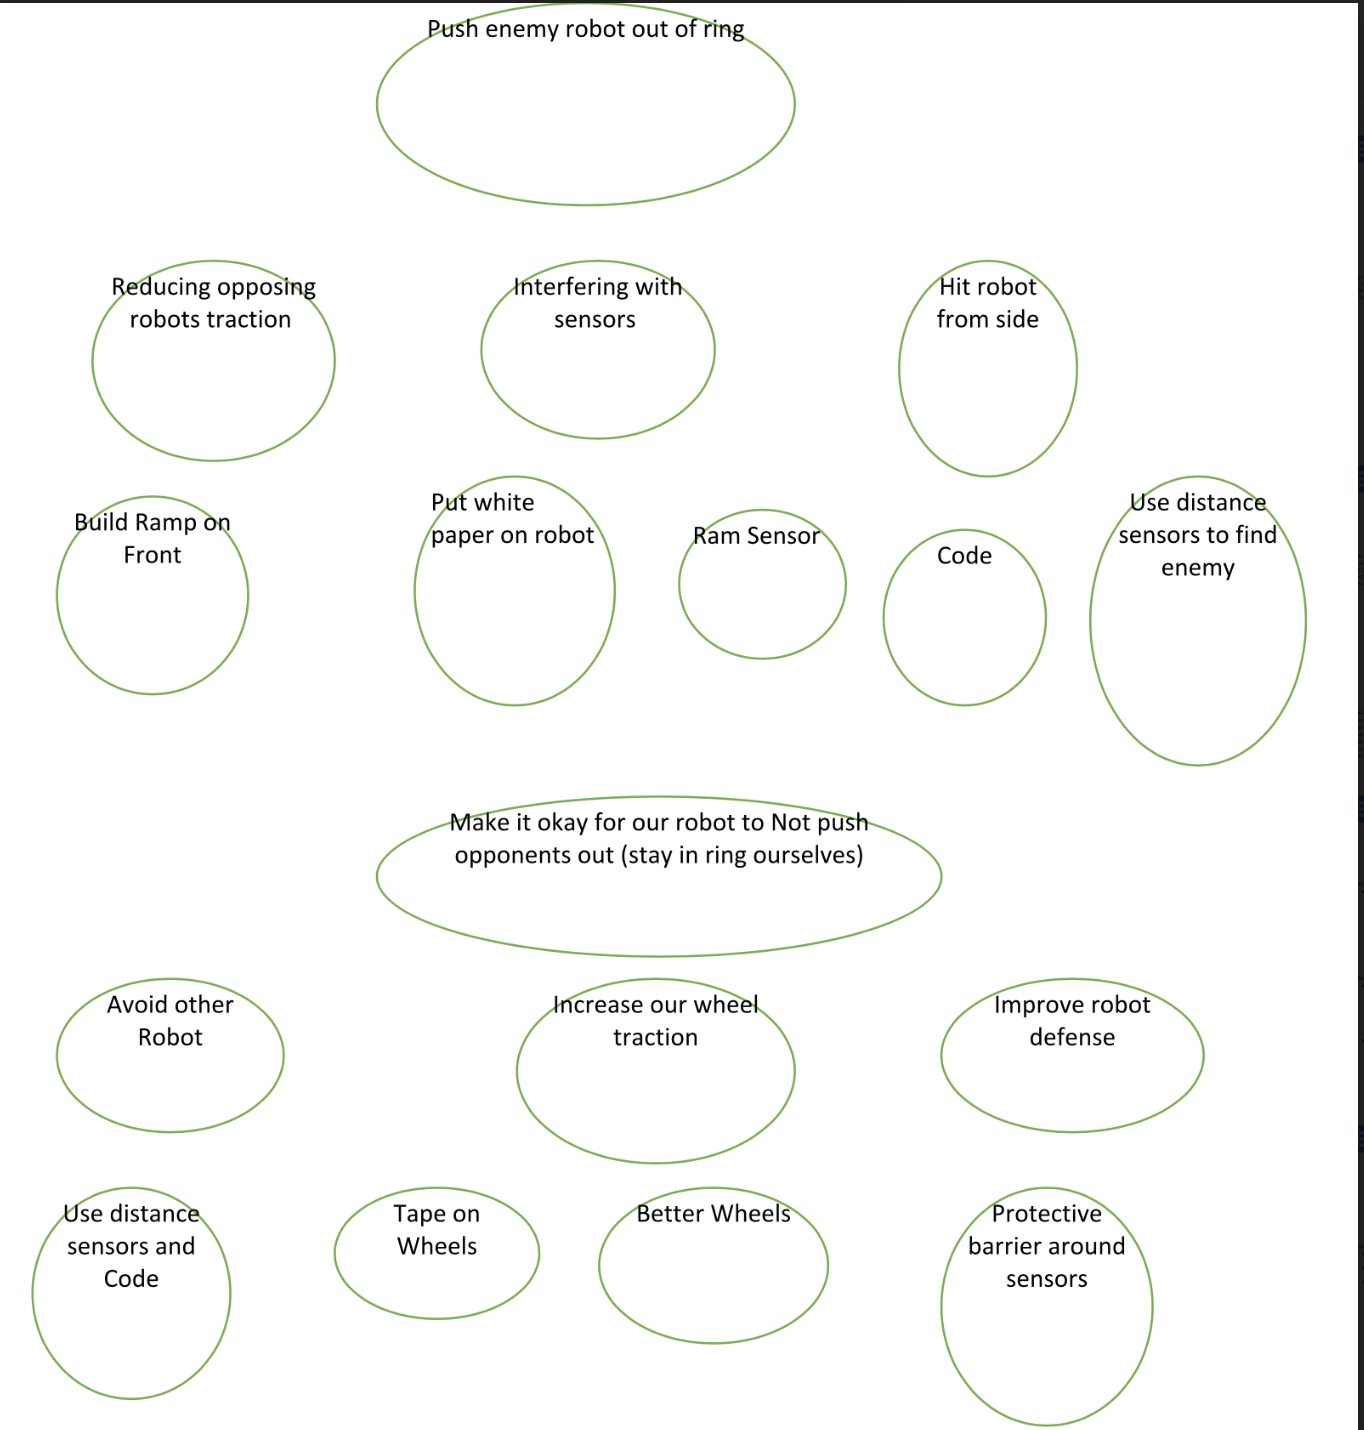 Push enemy robot out of ring
Reducing opposing
robots traction
Interfering with
sensors
Hit robot
from side
Build Ramp on
Front
Put white
paper on robot
Ram Sensor
Code
Use distance
sensors to find
enemy
Make it okay for our robot to Not push
opponents out (stay in ring ourselves)
Avoid other
Robot
Increase our wheel
traction
Improve robot
defense
Use distance
sensors and
Code
Tape on
Wheels
Better Wheels
Protective
barrier around
sensors